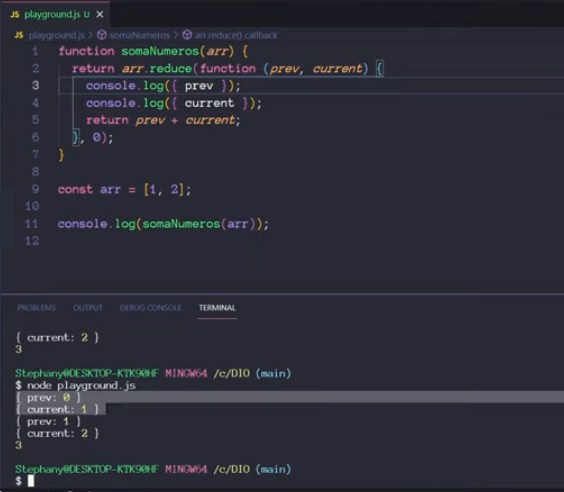 JS playground.js U ×
JS playground.js > somaNumeros > arr.reduce() callback
1 function somaNumeros(arr) {
2 return arr.reduce(function (prev, current) {
3 console.log({ prev });
4 console.log({ current });
5 return prev + current;
6 }, 0);
7 }
8
9 const arr = [1, 2];
10
11 console.log(somaNumeros(arr));
12
PROBLEMS OUTPUT DEBUG CONSOLE TERMINAL
{ current: 2 }
3
Stephany@DESKTOP-KTK90HF MINGW64 /c/DIO (main)
$ node playground.js
{ prev: 0 }
{ current: 1 }
{ prev: 1 }
{ current: 2 }
3
Stephany@DESKTOP-KTK90HF MINGW64 /c/DIO (main)
$